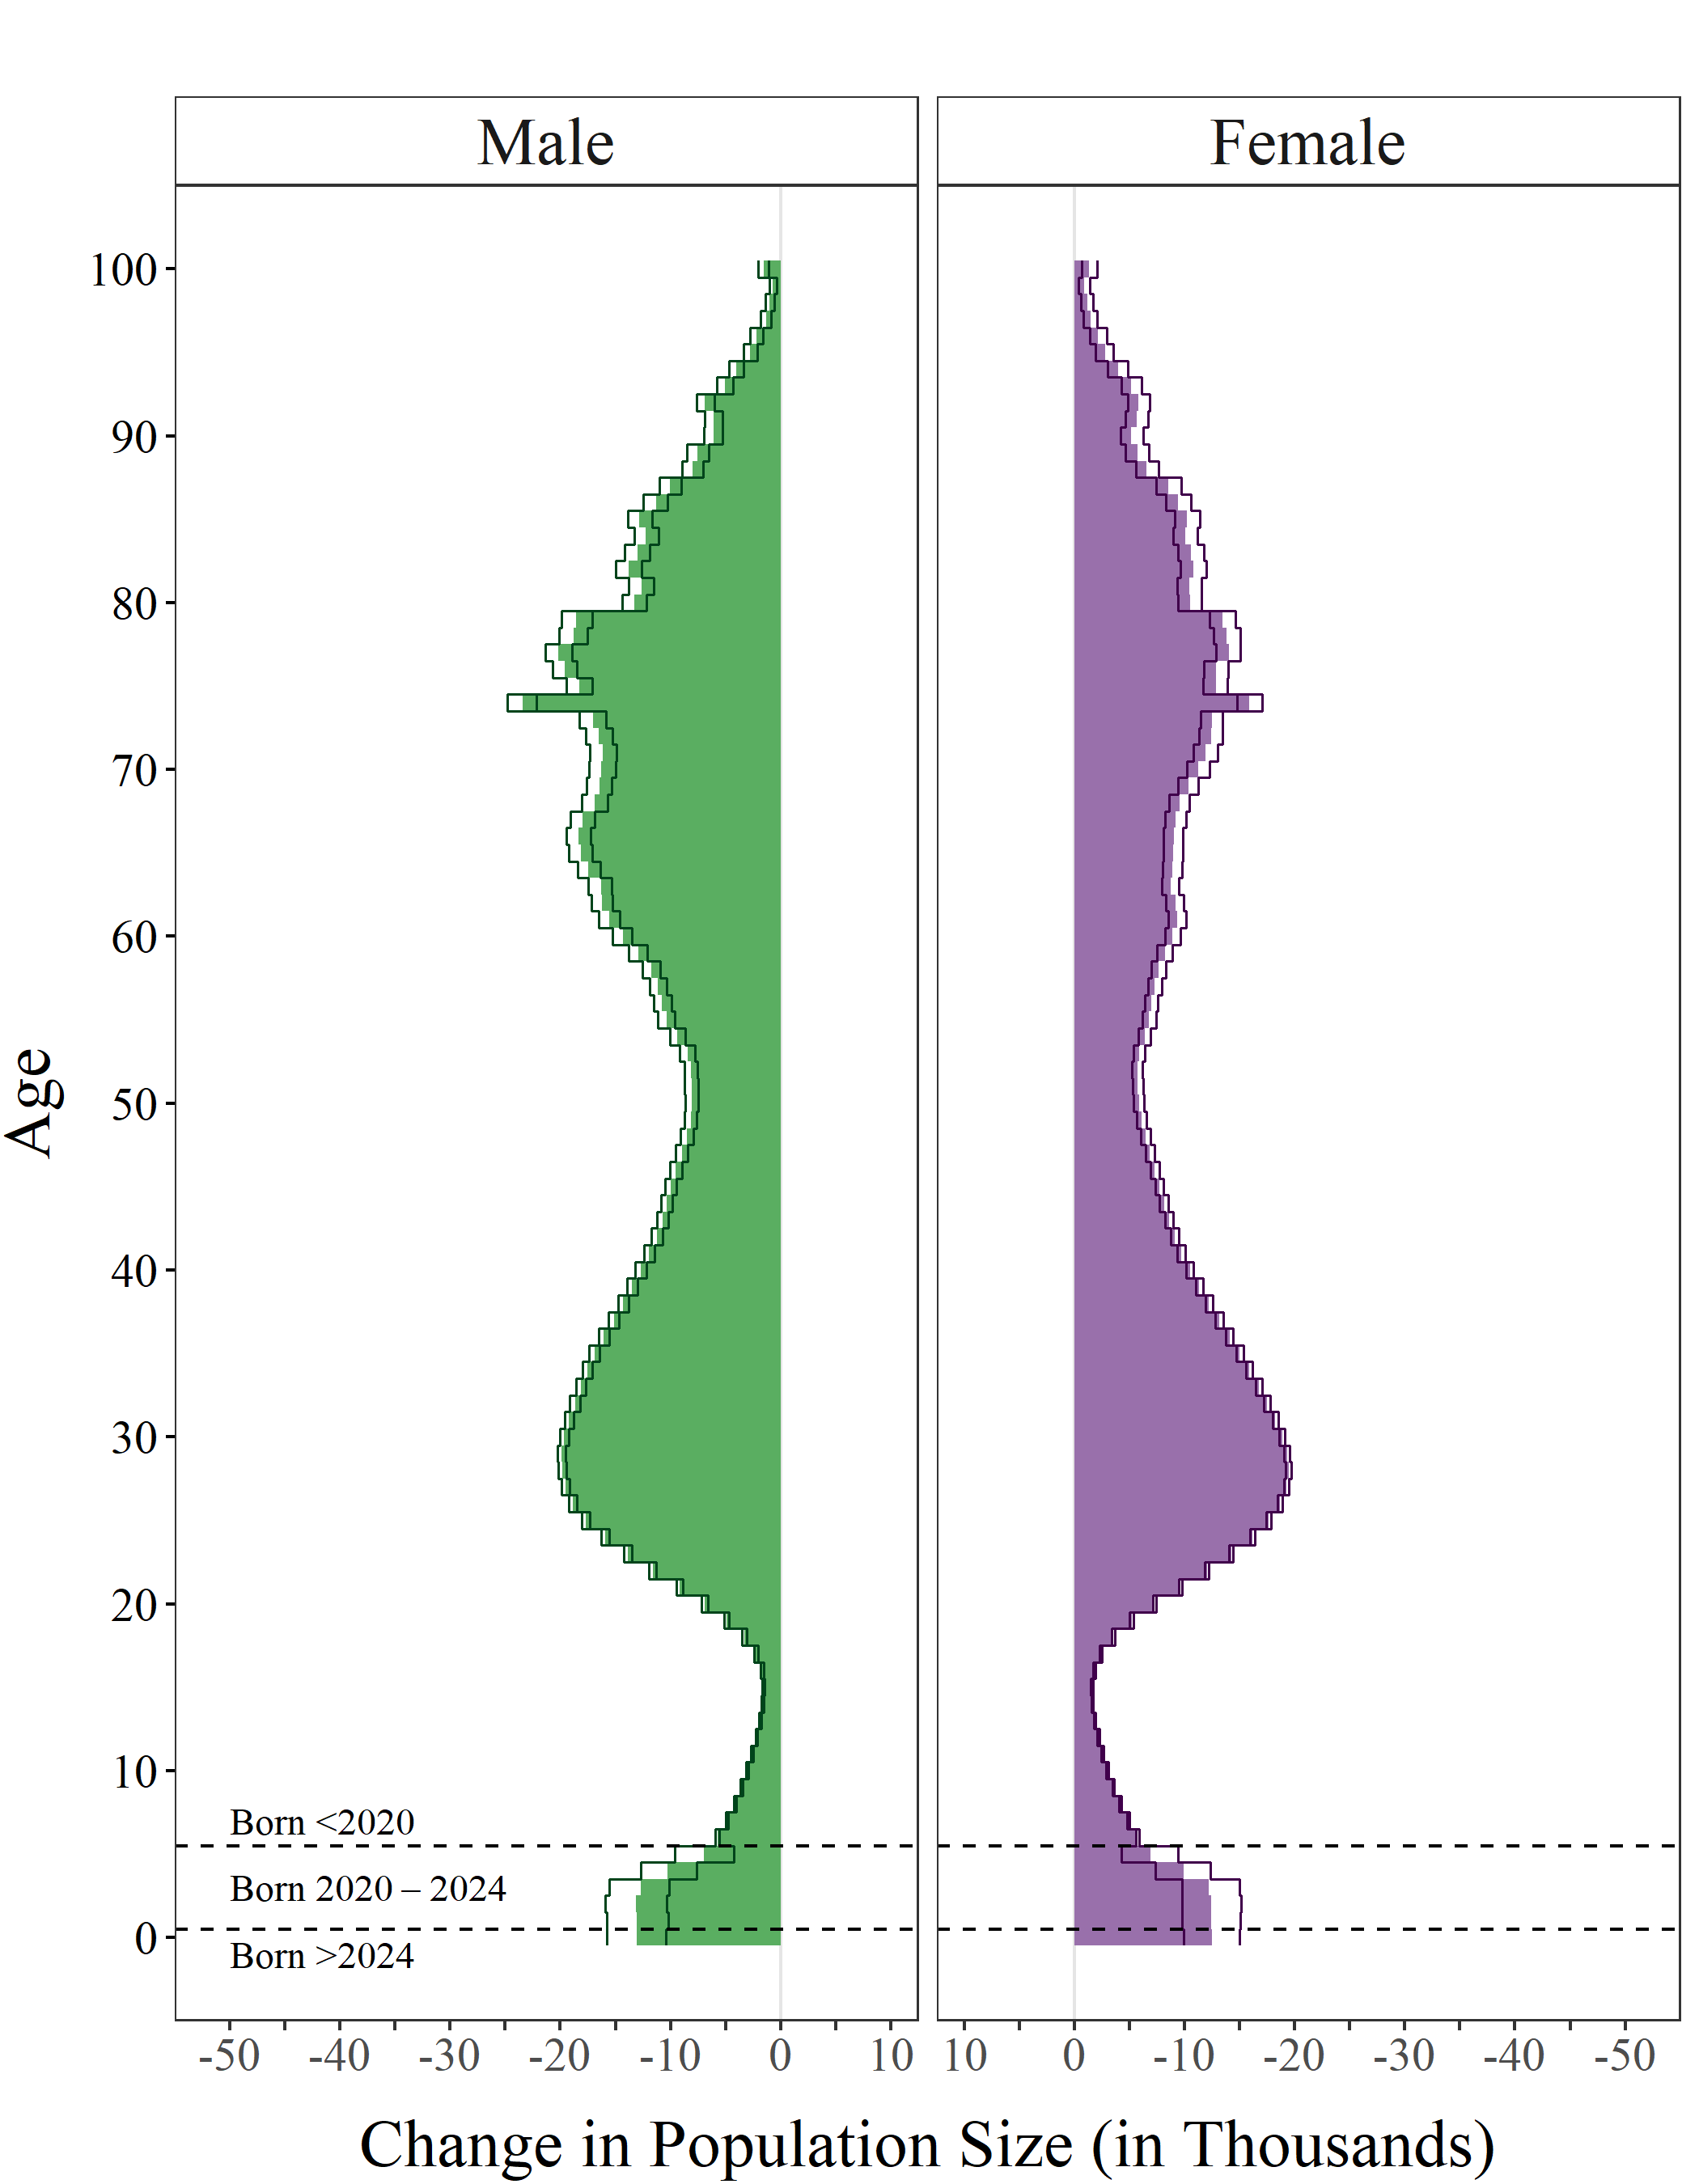 Male Female
100
90
80
70
60
50
40
30
20
10
0
Age
Born <2020
Born 2020 – 2024
Born >2024
-50 -40 -30 -20 -10 0 10 10 0 -10 -20 -30 -40 -50
Change in Population Size (in Thousands)